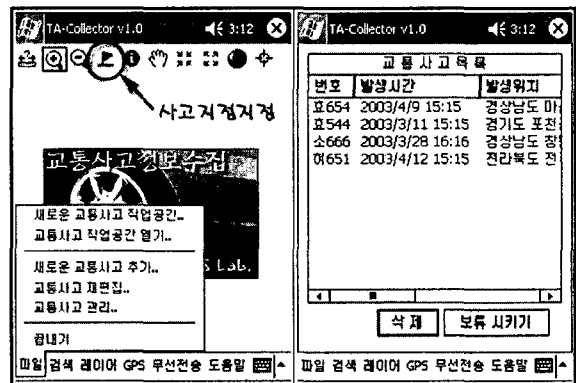 TA-Collector v1.0 3:12
사고지점지정
교통사고정보수집
s Lab.
새로운 교통사고 작업공간..
교통사고 작업공간 열기..
새로운 교통사고 추가..
교통사고 재편집..
교통사고 관리..
끝내기
파일 검색 레이어 GPS 무선전송 도움말
TA-Collector v1.0 3:12
교통사고목록
번호 발생시간 발생위치
효654 2003/4/9 15:15 경상남도 마
효544 2003/3/11 15:15 경기도 포천
소666 2003/3/28 16:16 경상남도 창
허651 2003/4/12 15:15 전라북도 전
삭제 보류 시키기
파일 검색 레이어 GPS 무선전송 도움말